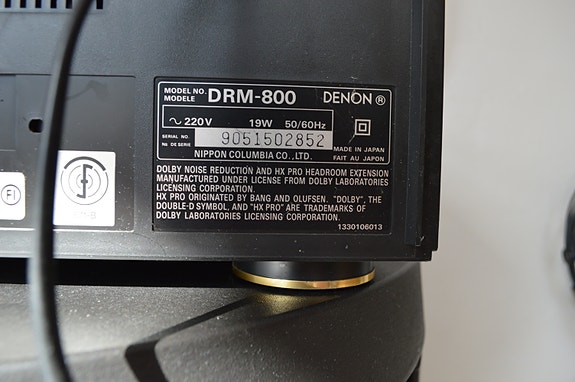 MODEL NO. DRM-800 DENON ®
MODELE
~ 220V 19W 50/60Hz
SERIAL NO. 9051502852
No DE SERIE
MADE IN JAPAN
FAIT AU JAPON
NIPPON COLUMBIA CO., LTD.
DOLBY NOISE REDUCTION AND HX PRO HEADROOM EXTENSION
MANUFACTURED UNDER LICENSE FROM DOLBY LABORATORIES
LICENSING CORPORATION.
HX PRO ORIGINATED BY BANG AND OLUFSEN. "DOLBY", THE
DOUBLE-D SYMBOL, AND "HX PRO" ARE TRADEMARKS OF
DOLBY LABORATORIES LICENSING CORPORATION.
1330106013
FI